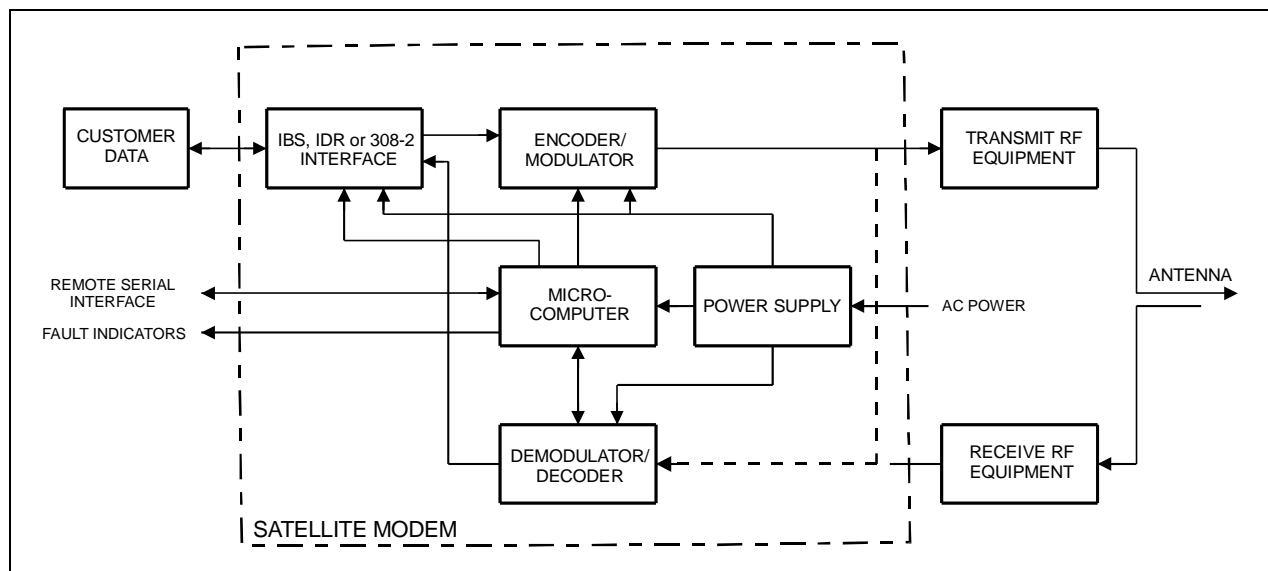 CUSTOMER
DATA
IBS, IDR or 308-2
INTERFACE
ENCODER/
MODULATOR
TRANSMIT RF
EQUIPMENT
REMOTE SERIAL
INTERFACE
FAULT INDICATORS
MICRO-
COMPUTER
POWER SUPPLY
AC POWER
ANTENNA
DEMODULATOR/
DECODER
RECEIVE RF
EQUIPMENT
SATELLITE MODEM